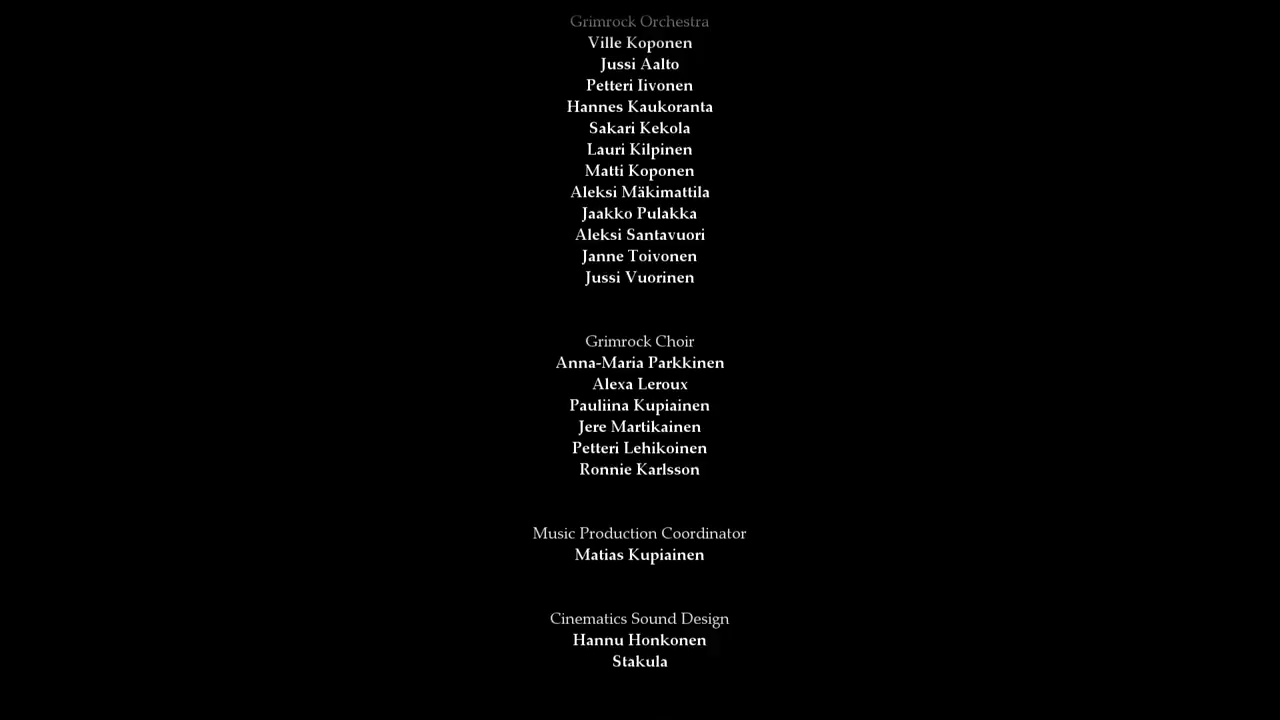 Grimrock Orchestra
Ville Koponen
Jussi Aalto
Petteri Iivonen
Hannes Kaukoranta
Sakari Kekola
Lauri Kilpinen
Matti Koponen
Aleksi Mäkimattila
Jaakko Pulakka
Aleksi Santavuori
Janne Toivonen
Jussi Vuorinen
Grimrock Choir
Anna-Maria Parkkinen
Alexa Leroux
Pauliina Kupiainen
Jere Martikainen
Petteri Lehikoinen
Ronnie Karlsson
Music Production Coordinator
Matias Kupiainen
Cinematics Sound Design
Hannu Honkonen
Stakula